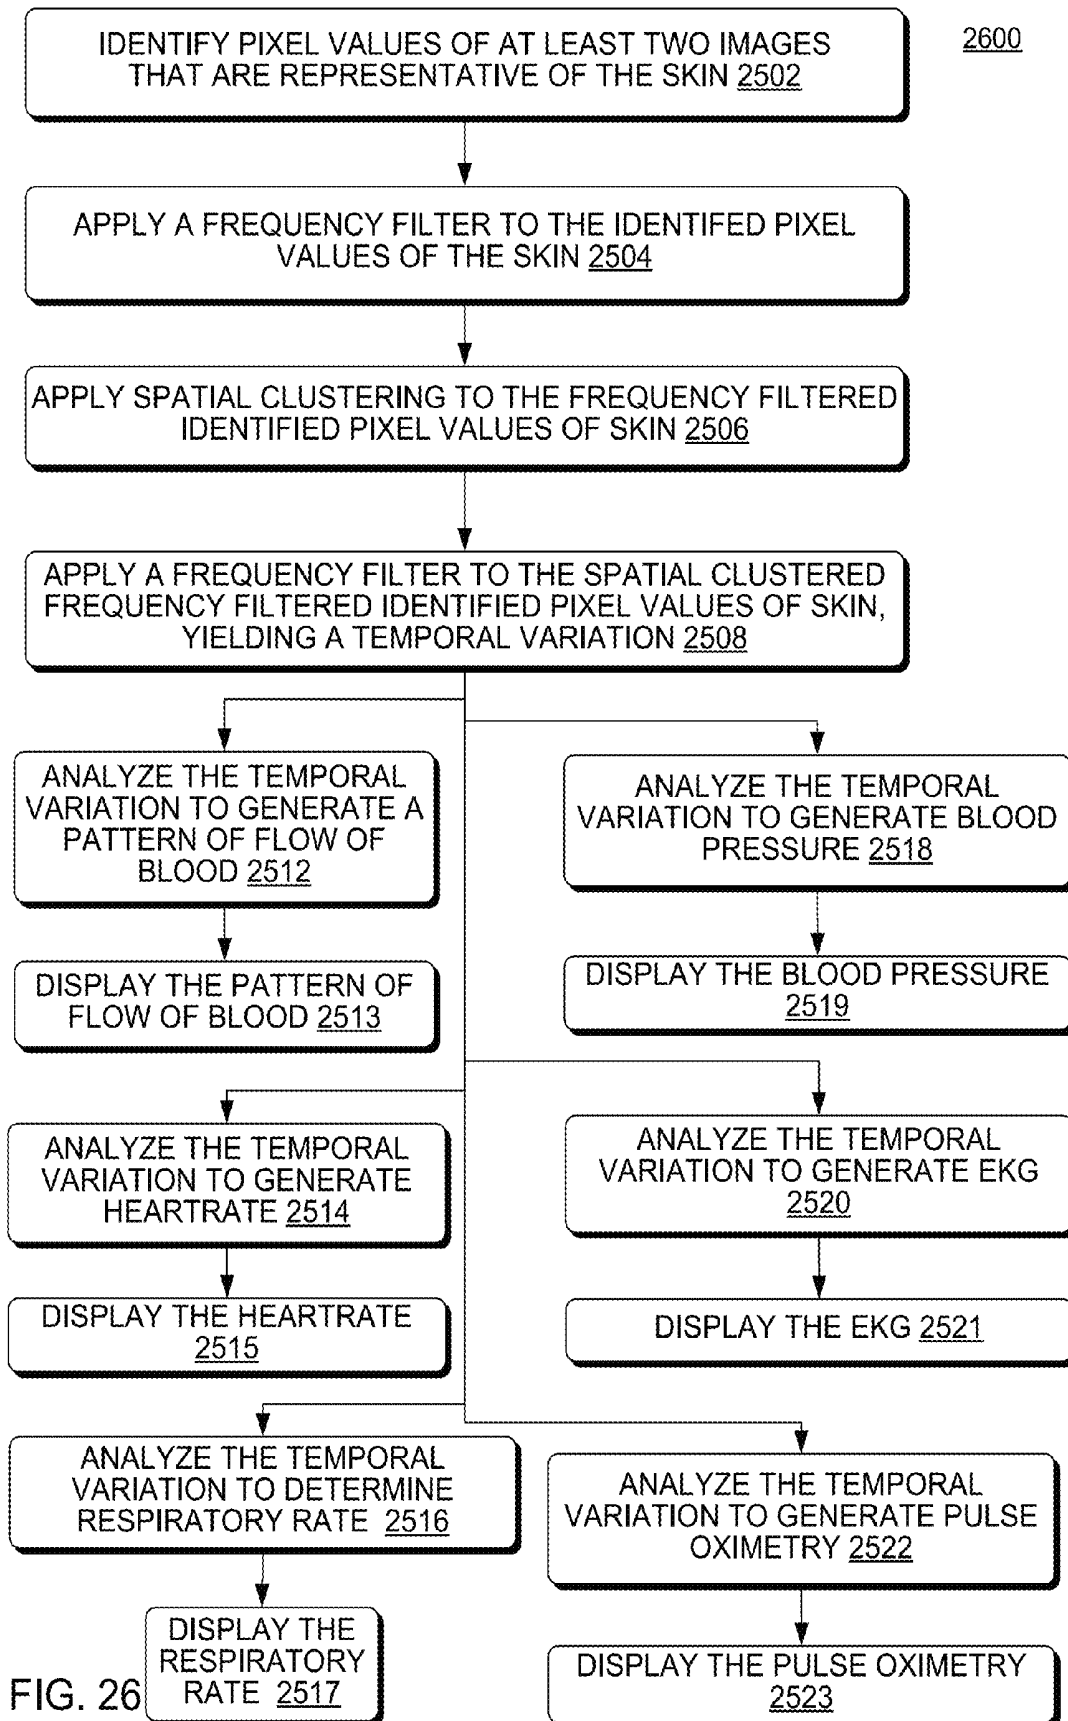 IDENTIFY PIXEL VALUES OF AT LEAST TWO IMAGES
THAT ARE REPRESENTATIVE OF THE SKIN 2502
2600
APPLY A FREQUENCY FILTER TO THE IDENTIFED PIXEL
VALUES OF THE SKIN 2504
APPLY SPATIAL CLUSTERING TO THE FREQUENCY FILTERED
IDENTIFIED PIXEL VALUES OF SKIN 2506
APPLY A FREQUENCY FILTER TO THE SPATIAL CLUSTERED
FREQUENCY FILTERED IDENTIFIED PIXEL VALUES OF SKIN,
YIELDING A TEMPORAL VARIATION 2508
ANALYZE THE TEMPORAL
VARIATION TO GENERATE A
PATTERN OF FLOW OF
BLOOD 2512
ANALYZE THE TEMPORAL
VARIATION TO GENERATE BLOOD
PRESSURE 2518
DISPLAY THE PATTERN OF
FLOW OF BLOOD 2513
DISPLAY THE BLOOD PRESSURE
2519
ANALYZE THE TEMPORAL
VARIATION TO GENERATE
HEARTRATE 2514
ANALYZE THE TEMPORAL
VARIATION TO GENERATE EKG
2520
DISPLAY THE HEARTRATE
2515
DISPLAY THE EKG 2521
ANALYZE THE TEMPORAL
VARIATION TO DETERMINE
RESPIRATORY RATE 2516
ANALYZE THE TEMPORAL
VARIATION TO GENERATE PULSE
OXIMETRY 2522
DISPLAY THE
RESPIRATORY
RATE 2517
DISPLAY THE PULSE OXIMETRY
2523
FIG. 26